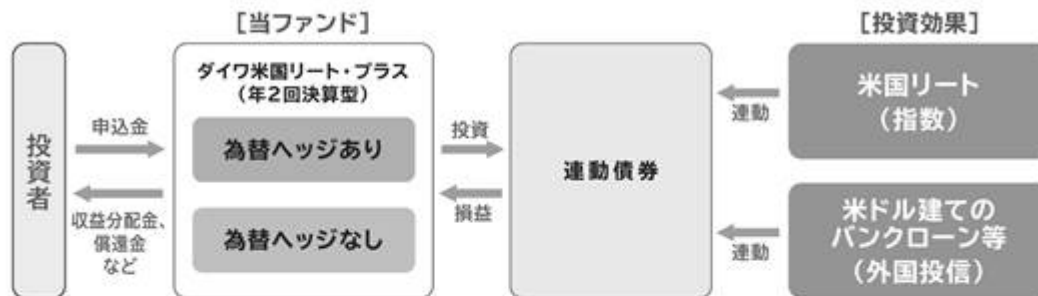 [当ファンド]
[投資効果]
投資者
申込金
収益分配金、
償還金
など
ダイワ米国リート・プラス
(年2回決算型)
為替ヘッジあり
為替ヘッジなし
投資
損益
連動債券
連動
連動
米国リート
(指数)
米ドル建ての
バンクローン等
(外国投信)